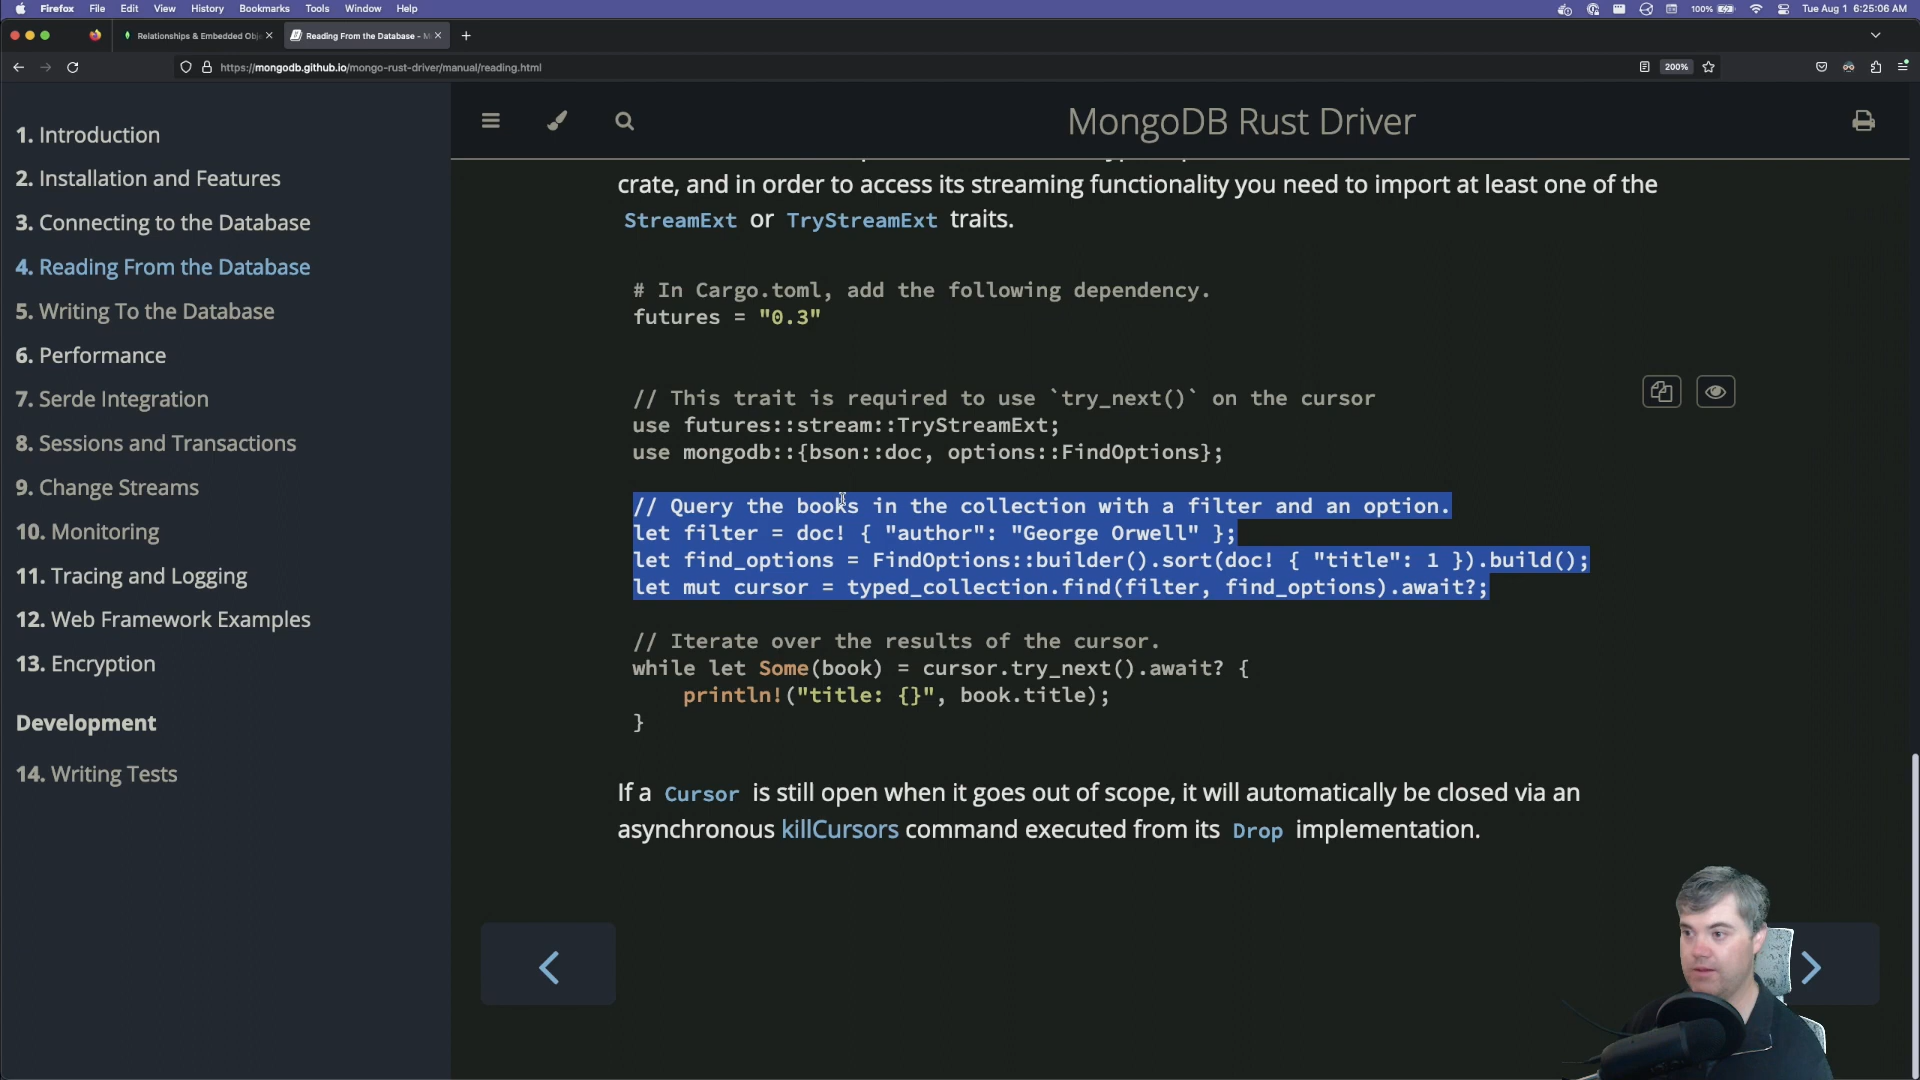 Firefox File Edit View History Bookmarks Tools Window Help
100% Tue Aug 1 6:25:06 AM
Relationships & Embedded Obj
Reading From the Database - M
https://mongodb.github.io/mongo-rust-driver/manual/reading.html
200%
1. Introduction
2. Installation and Features
3. Connecting to the Database
4. Reading From the Database
5. Writing To the Database
6. Performance
7. Serde Integration
8. Sessions and Transactions
9. Change Streams
10. Monitoring
11. Tracing and Logging
12. Web Framework Examples
13. Encryption
Development
14. Writing Tests
MongoDB Rust Driver
crate, and in order to access its streaming functionality you need to import at least one of the
StreamExt or TryStreamExt traits.
# In Cargo.toml, add the following dependency.
futures = "0.3"
// This trait is required to use `try_next()` on the cursor
use futures::stream::TryStreamExt;
use mongodb::{bson::doc, options::FindOptions};
// Query the books in the collection with a filter and an option.
let filter = doc! { "author": "George Orwell" };
let find_options = FindOptions::builder().sort(doc! { "title": 1 }).build();
let mut cursor = typed_collection.find(filter, find_options).await?;
// Iterate over the results of the cursor.
while let Some(book) = cursor.try_next().await? {
println!("title: {}", book.title);
}
If a Cursor is still open when it goes out of scope, it will automatically be closed via an
asynchronous killCursors command executed from its Drop implementation.